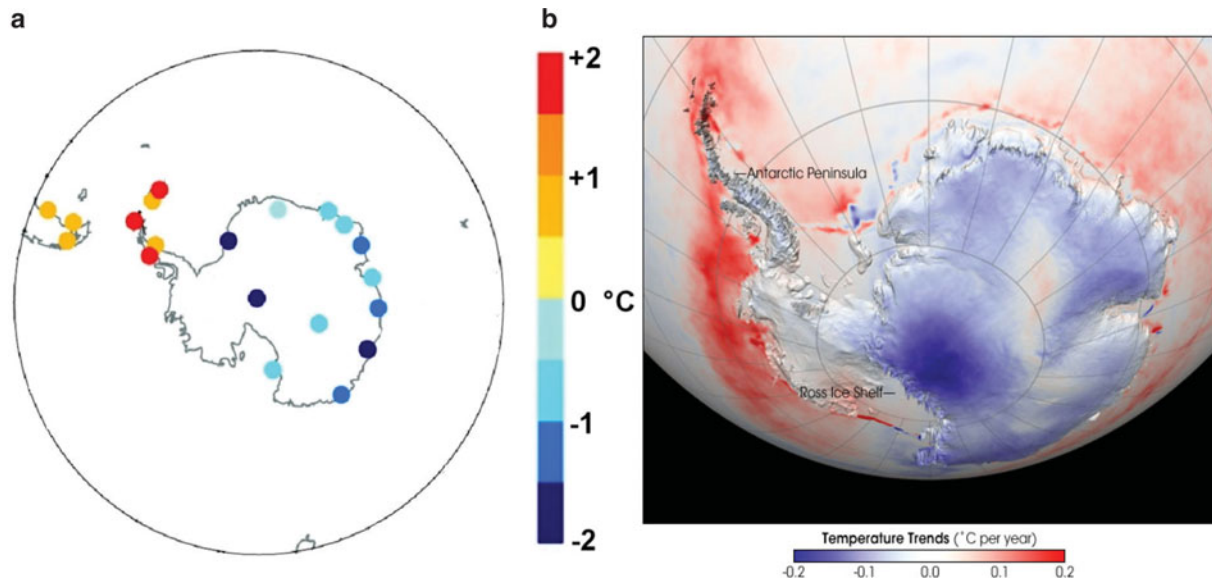 a
b
+2
+1
0 °C
-1
-2
Antarctic Peninsula
Ross Ice Shelf
Temperature Trends (°C per year)
-0.2 -0.1 0.0 0.1 0.2